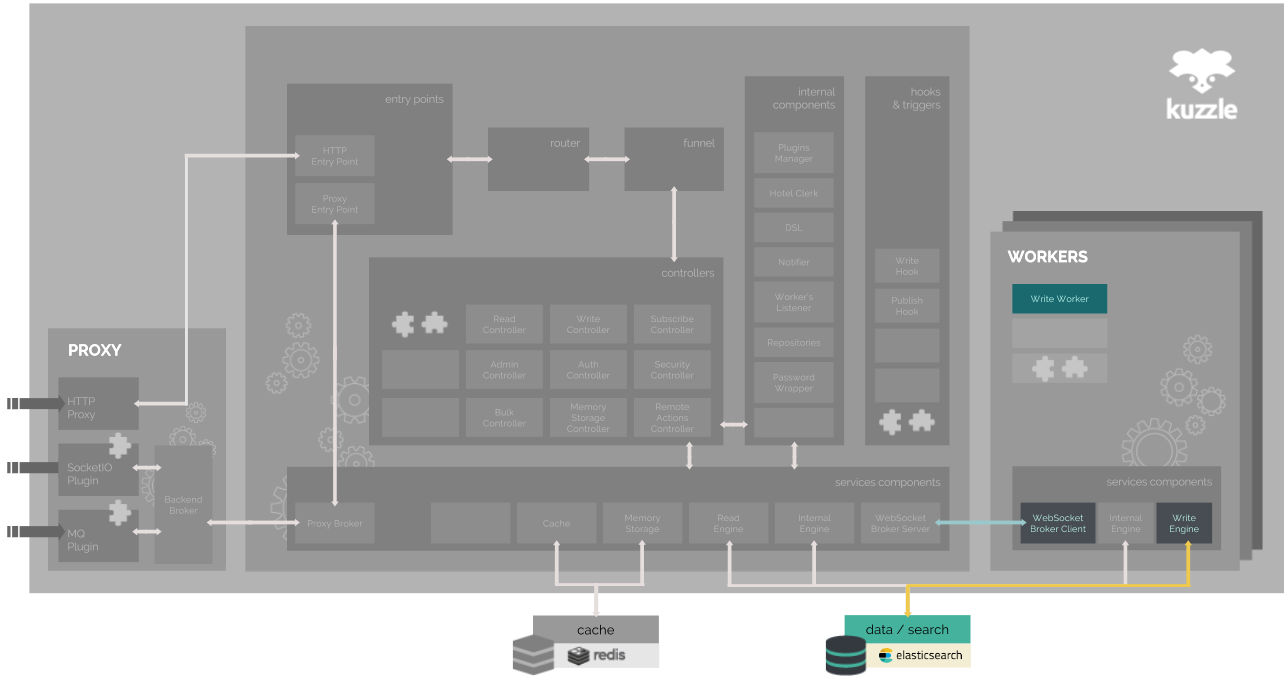 kuzzle
entry points
HTTP
Entry Point
Proxy
Entry Point
router
funnel
internal
components
Plugins
Manager
Hotel Clerk
DSL
Notifier
Worker's
Listener
Repositories
Password
Wrapper
hooks
& triggers
Write
Hook
Publish
Hook
controllers
Read
Controller
Write
Controller
Subscribe
Controller
Admin
Controller
Auth
Controller
Security
Controller
Bulk
Controller
Memory
Storage
Controller
Remote
Actions
Controller
PROXY
HTTP
Proxy
SocketIO
Plugin
MQ
Plugin
Backend
Broker
services components
Proxy Broker
Cache
Memory
Storage
Read
Engine
Internal
Engine
WebSocket
Broker Server
WORKERS
Write Worker
services components
WebSocket
Broker Client
Internal
Engine
Write
Engine
cache
redis
data / search
elasticsearch